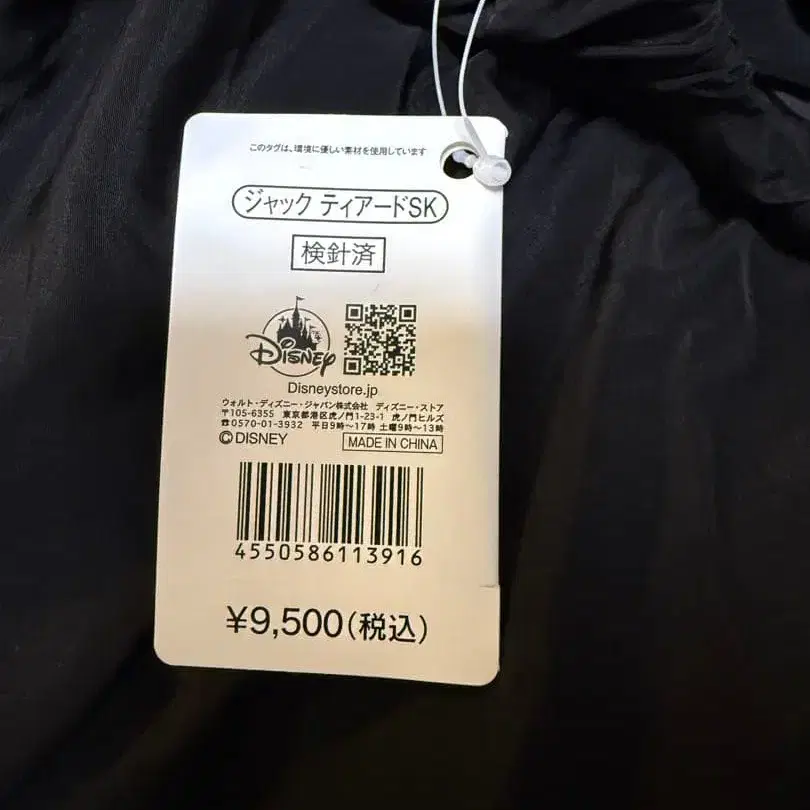 このタグは、環境に優しい素材を使用しています
ジャック ティアードSK
検針済
DISNEY
Disneystore.jp
ウォルト・ディズニー・ジャパン株式会社 ディズニー・ストア
〒105-6355 東京都港区虎ノ門1-23-1 虎ノ門ヒルズ
☎0570-01-3932 平日9時〜17時 土曜9時〜13時
©DISNEY MADE IN CHINA
4550586113916
¥9,500(税込)